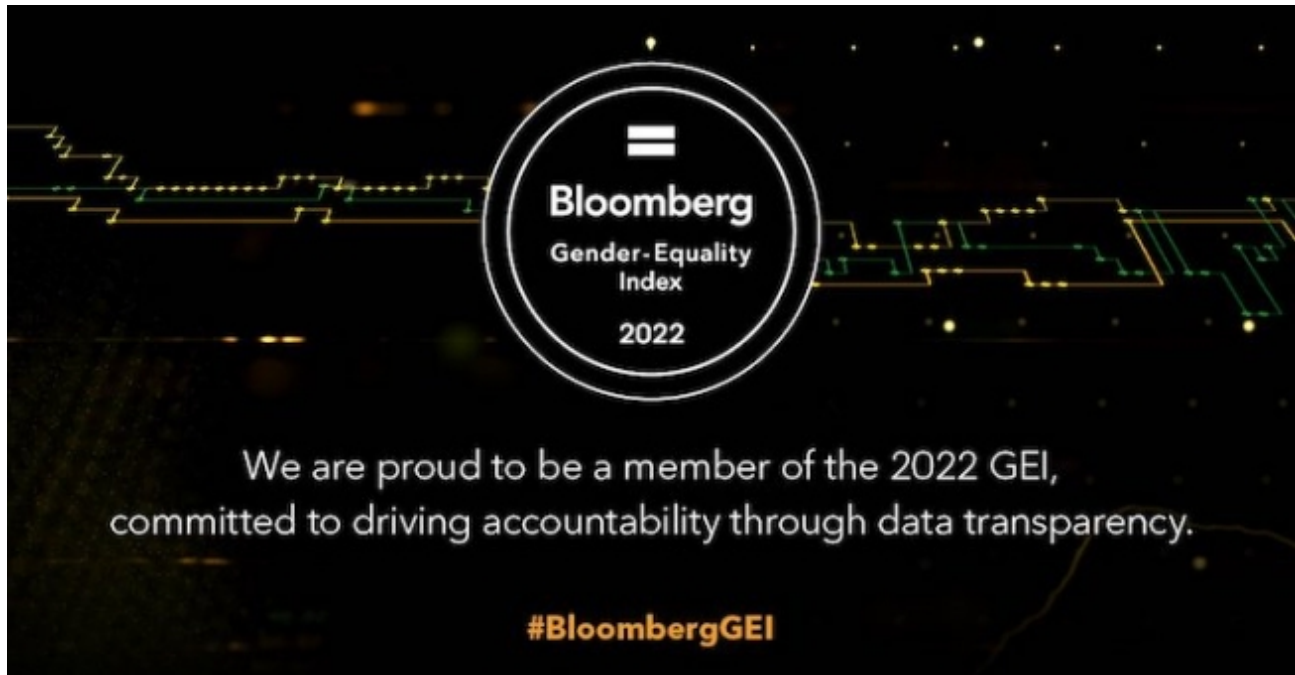 Bloomberg
Gender-Equality
Index
2022
We are proud to be a member of the 2022 GEI,
committed to driving accountability through data transparency.
#BloombergGEI